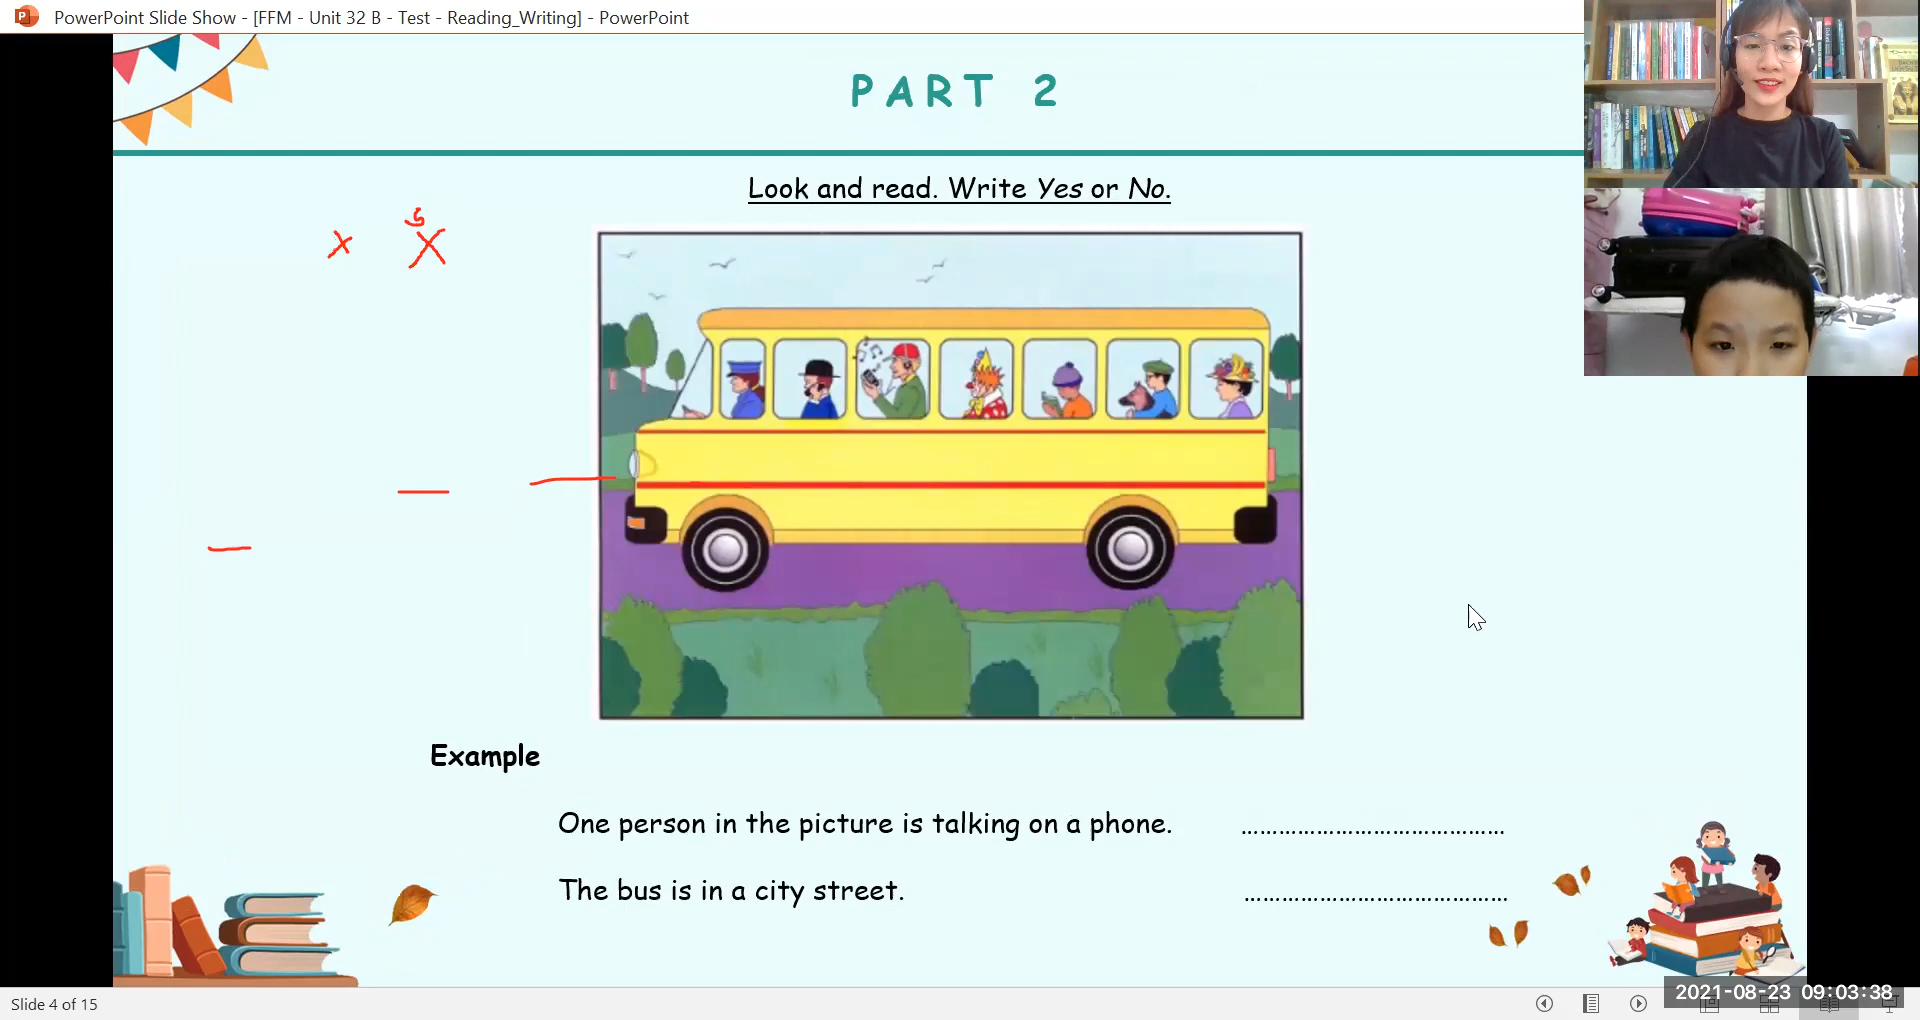 PowerPoint Slide Show - [FFM - Unit 32 B - Test - Reading_Writing] - PowerPoint
PART 2
Look and read. Write Yes or No.
Example
One person in the picture is talking on a phone. ..........................................
The bus is in a city street. ..........................................
Slide 4 of 15
2021-08-23 09:03:38